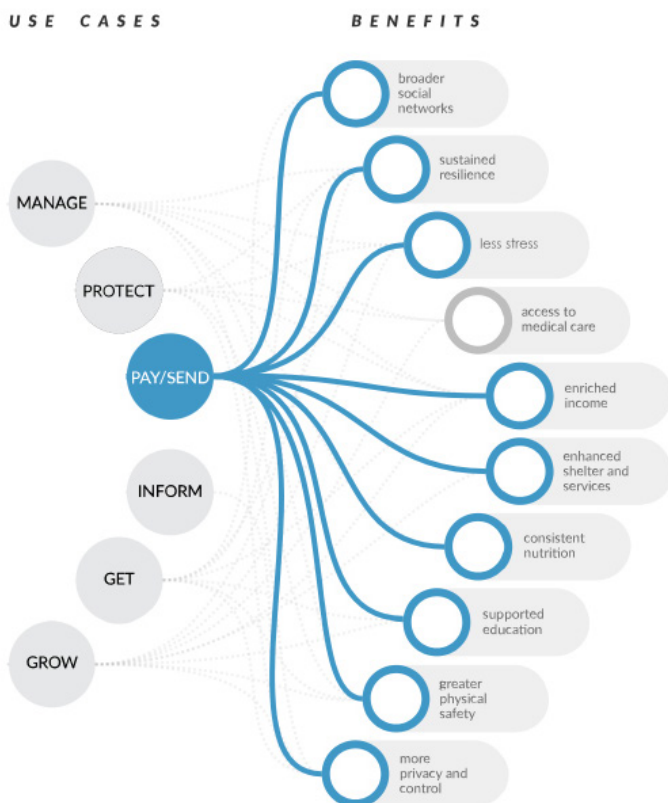 USE CASES
BENEFITS
MANAGE
PROTECT
PAY/SEND
INFORM
GET
GROW
broader
social
networks
sustained
resilience
less stress
access to
medical care
enriched
income
enhanced
shelter and
services
consistent
nutrition
supported
education
greater
physical
safety
more
privacy and
control